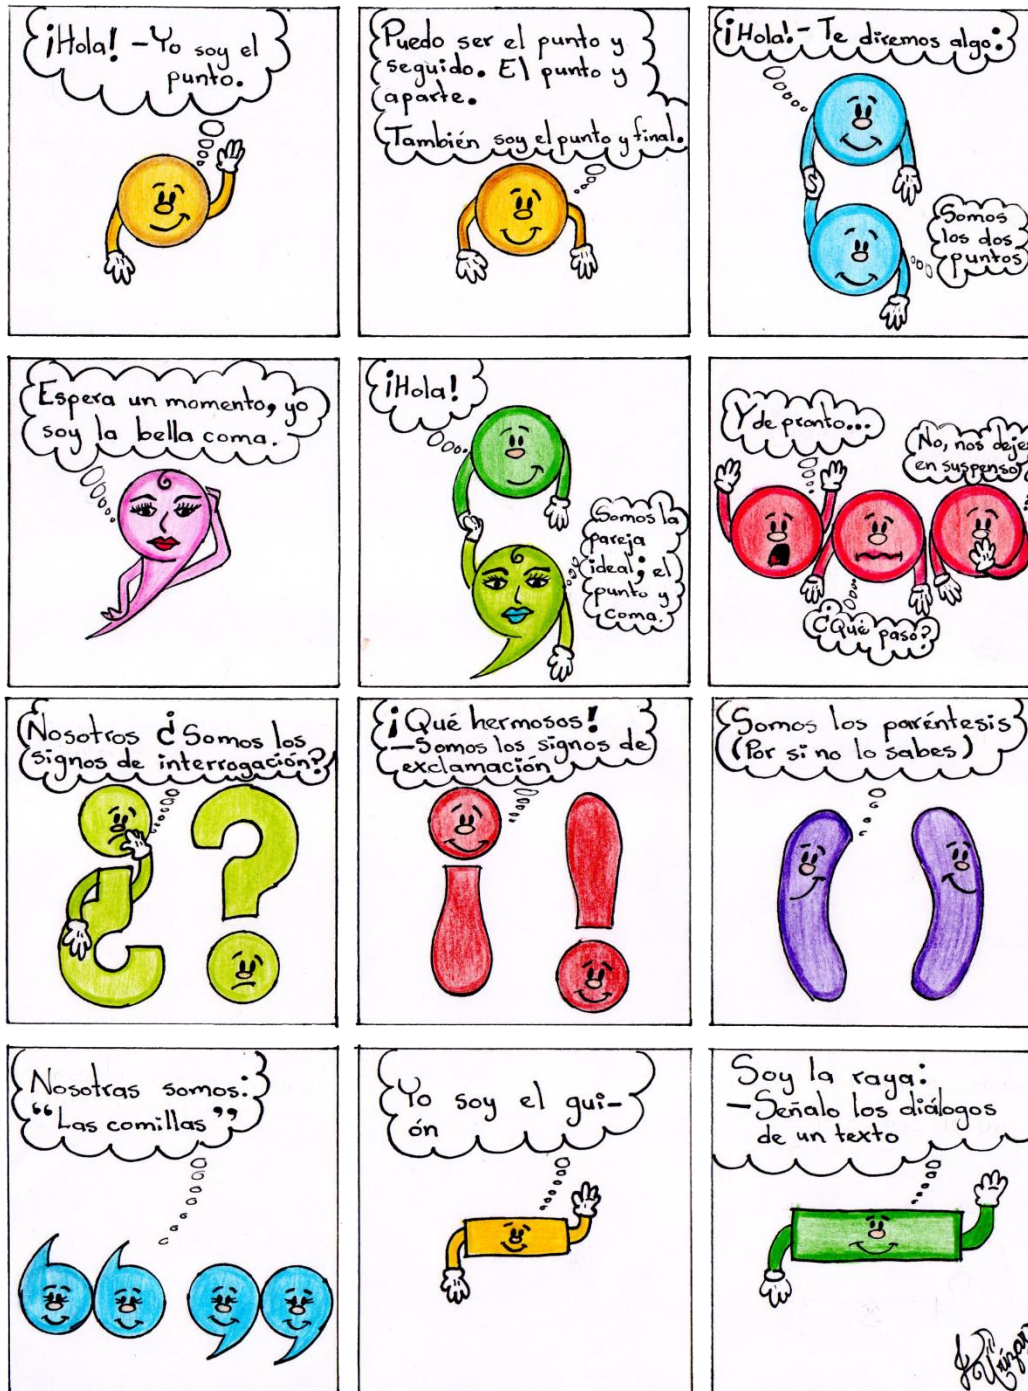 ¡Hola! -Yo soy el
punto.
Puedo ser el punto y
seguido. El punto y
aparte.
También soy el punto y final.
¡Hola!- Te diremos algo:
Somos
los dos
puntos
Espera un momento, yo
soy la bella coma.
¡Hola!
Somos la
pareja
ideal; el
punto y
coma.
Y de pronto...
No, nos dejes
en suspenso
¿Qué pasó?
Nosotros ¿Somos los
signos de interrogación?
¡Qué hermosos!
—Somos los signos de
exclamación
Somos los paréntesis
(Por si no lo sabes)
Nosotras somos:
“Las comillas”
Yo soy el gui-
ón
Soy la raya:
—Señalo los diálogos
de un texto